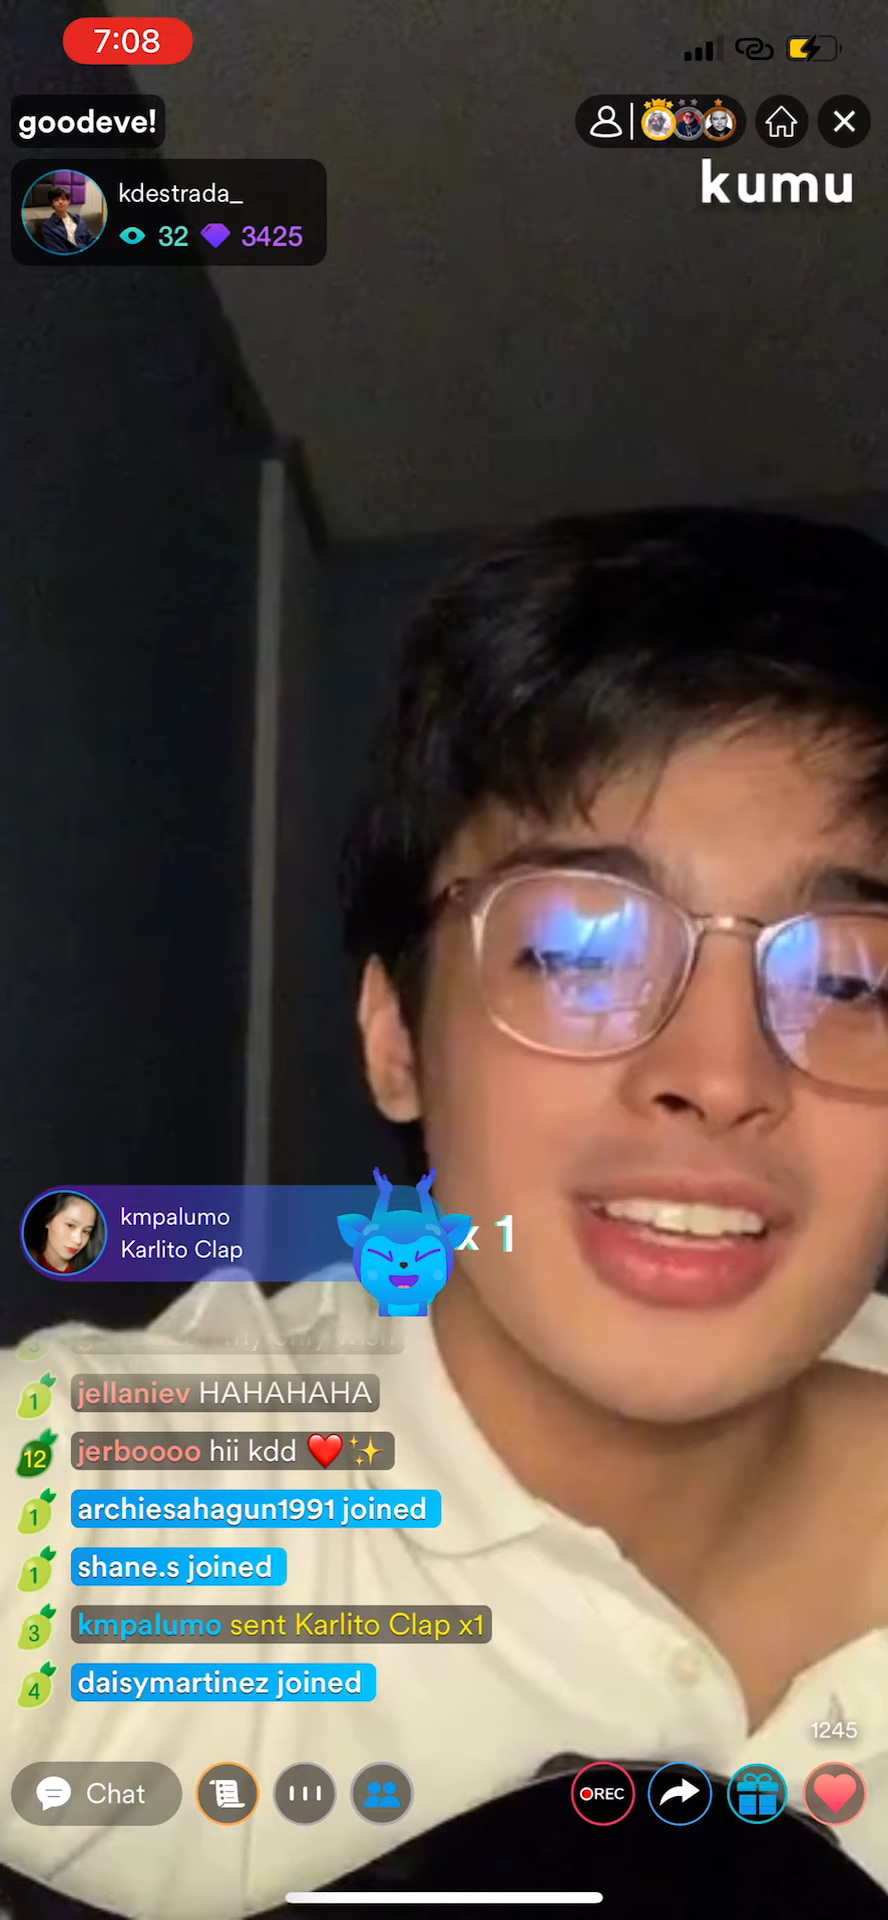 7:08
goodeve!
kumu
kdestrada_
32 3425
kmpalumo
Karlito Clap
x 1
1 jellaniev HAHAHAHA
12 jerboooo hii kdd ❤️✨
1 archiesahagun1991 joined
1 shane.s joined
3 kmpalumo sent Karlito Clap x1
4 daisymartinez joined
1245
Chat
REC